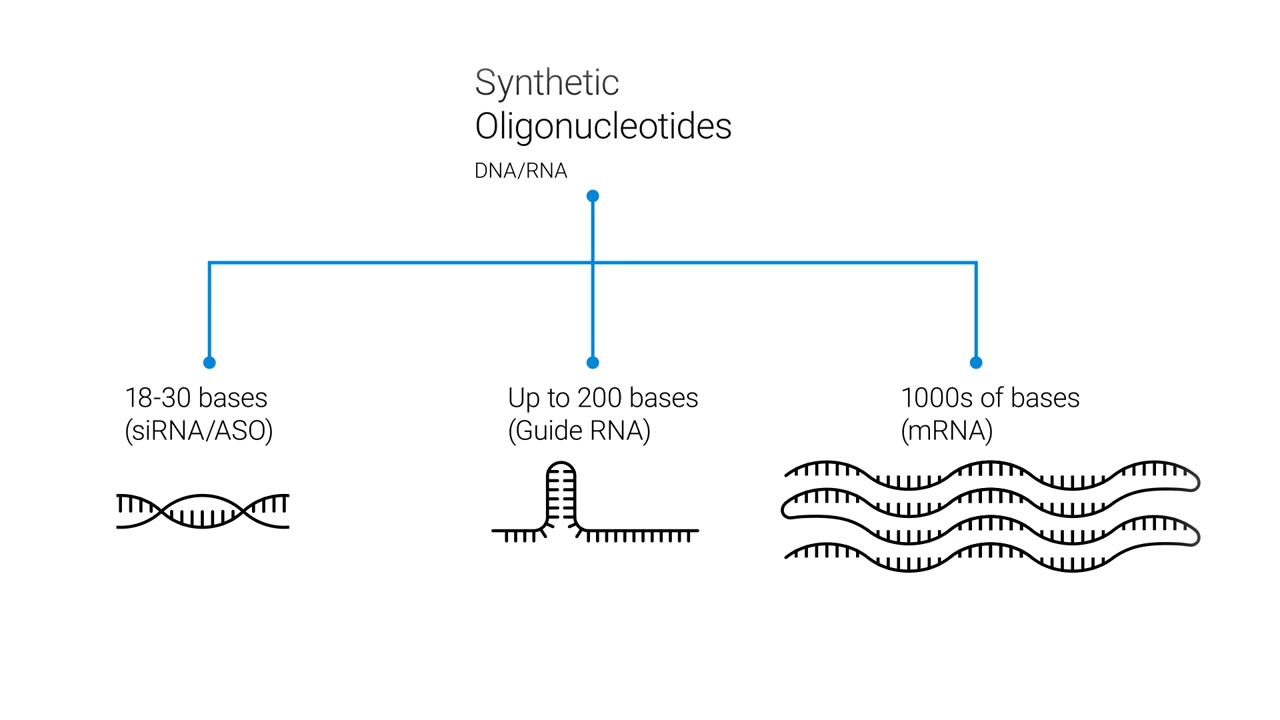 Synthetic
Oligonucleotides
DNA/RNA
18-30 bases
(siRNA/ASO)
Up to 200 bases
(Guide RNA)
1000s of bases
(mRNA)